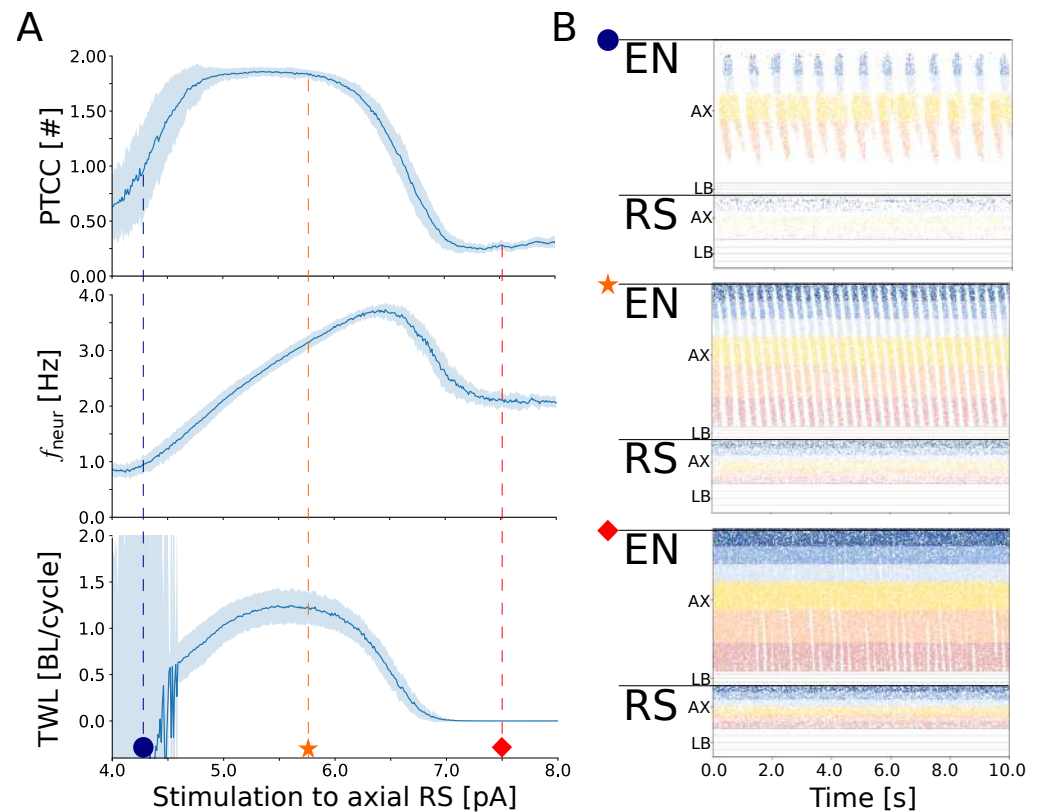 A
PTCC [#]
2.00
1.50
1.00
0.50
0.00
f_neur [Hz]
4.0
3.0
2.0
1.0
0.0
TWL [BL/cycle]
2.0
1.5
1.0
0.5
0.0
4.0 5.0 6.0 7.0 8.0
Stimulation to axial RS [pA]
B
EN
AX
LB
RS
AX
LB
EN
AX
LB
RS
AX
LB
EN
AX
LB
RS
AX
LB
0.0 2.0 4.0 6.0 8.0 10.0
Time [s]